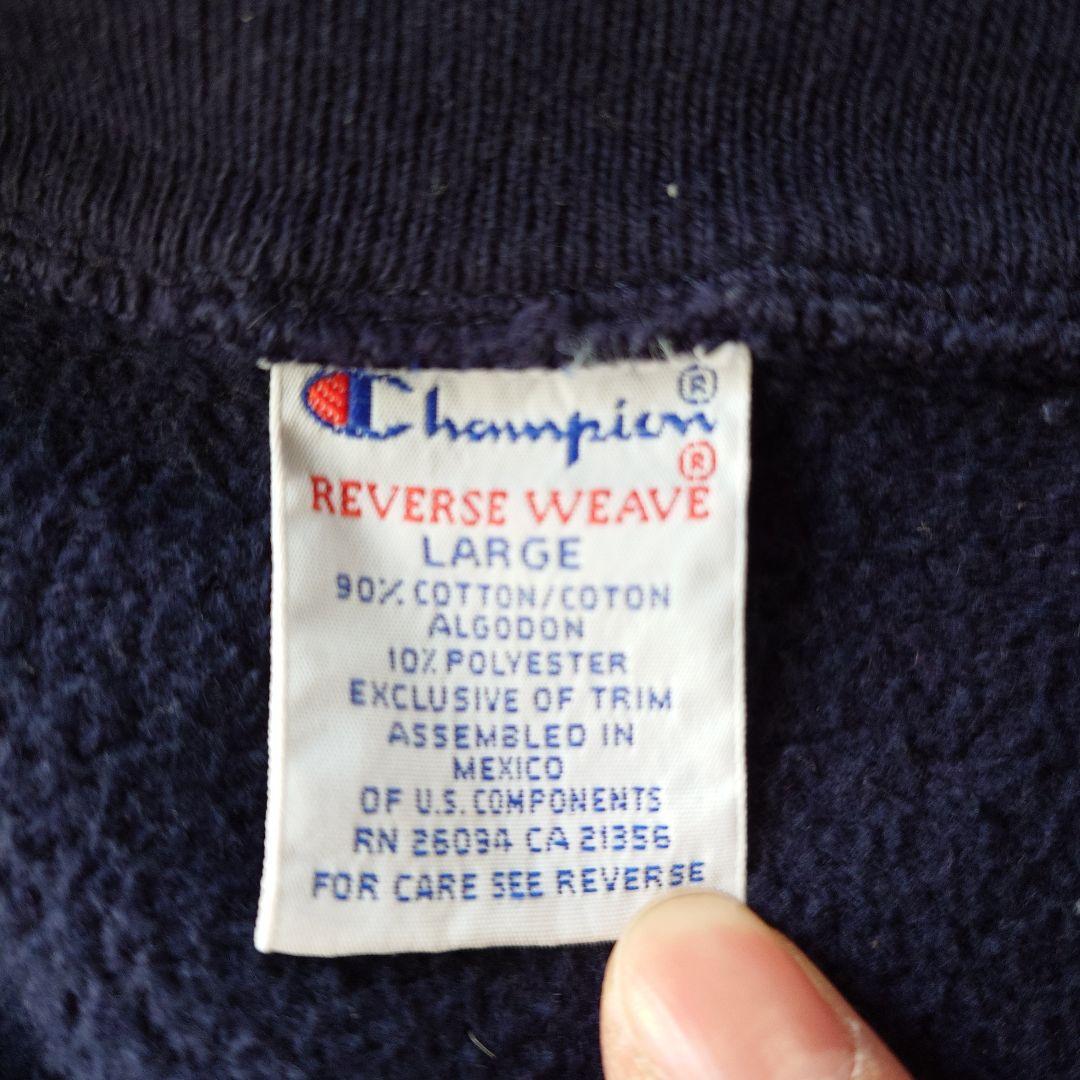 Champion®
REVERSE WEAVE®
LARGE
90% COTTON/COTON
ALGODON
10% POLYESTER
EXCLUSIVE OF TRIM
ASSEMBLED IN
MEXICO
OF U.S. COMPONENTS
RN 26094 CA 21356
FOR CARE SEE REVERSE